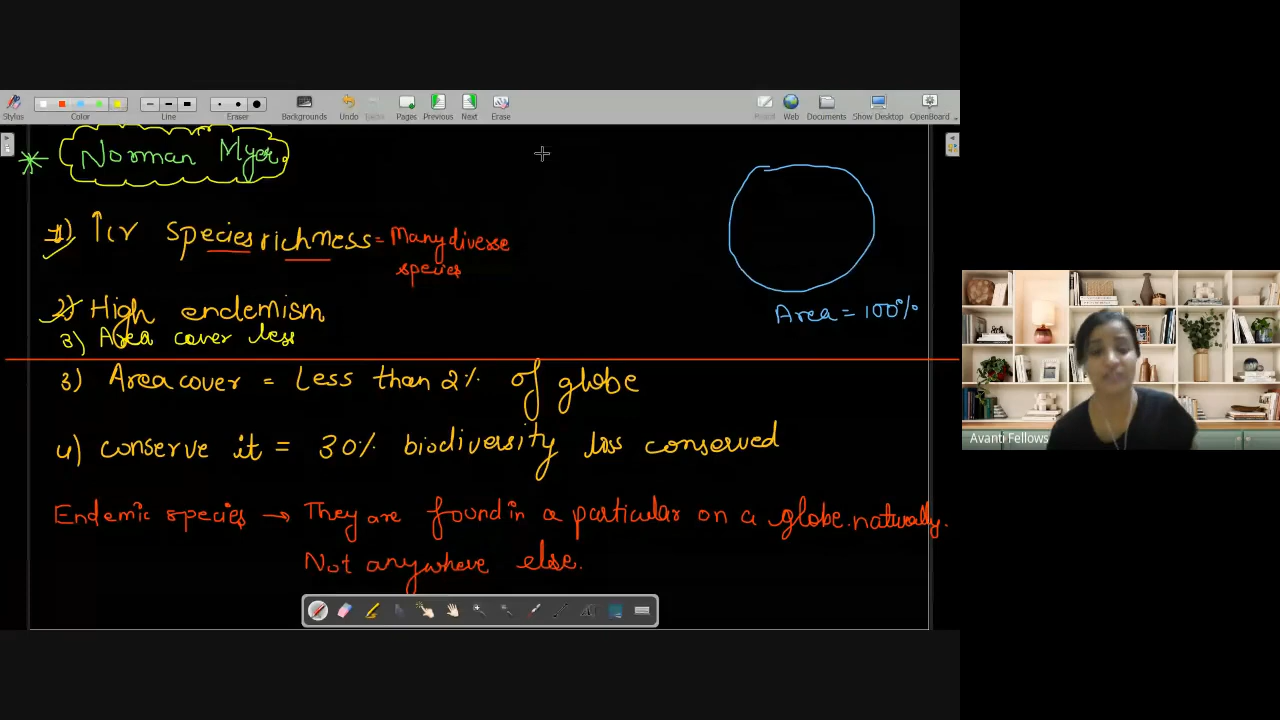 Stylus
Color
Line
Eraser
Backgrounds
Undo
Pages
Previous
Next
Erase
Web
Documents
Show Desktop
OpenBoard
* Norman Myer.
1) ↑cr species richness = Many diverse
species
2) High endemism
3) Area cover less
Area = 100%
3) Area cover = Less than 2% of globe
4) conserve it = 30% biodiversity conserved
Endemic species → They are found in a particular on a globe. naturally.
Not anywhere else.
Avanti Fellows